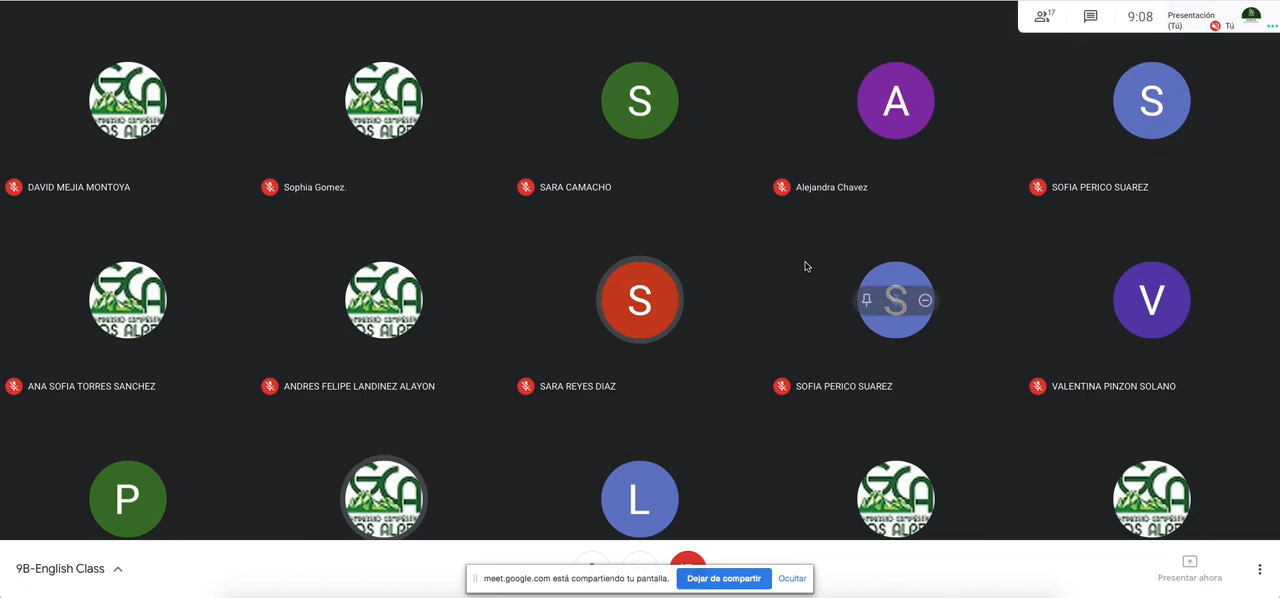 17
9:08
Presentación
(Tú)
Tú
S
A
S
DAVID MEJIA MONTOYA
Sophia Gomez.
SARA CAMACHO
Alejandra Chavez
SOFIA PERICO SUAREZ
S
S
V
ANA SOFIA TORRES SANCHEZ
ANDRES FELIPE LANDINEZ ALAYON
SARA REYES DIAZ
SOFIA PERICO SUAREZ
VALENTINA PINZON SOLANO
P
L
9B-English Class
meet.google.com está compartiendo tu pantalla.
Dejar de compartir
Ocultar
Presentar ahora